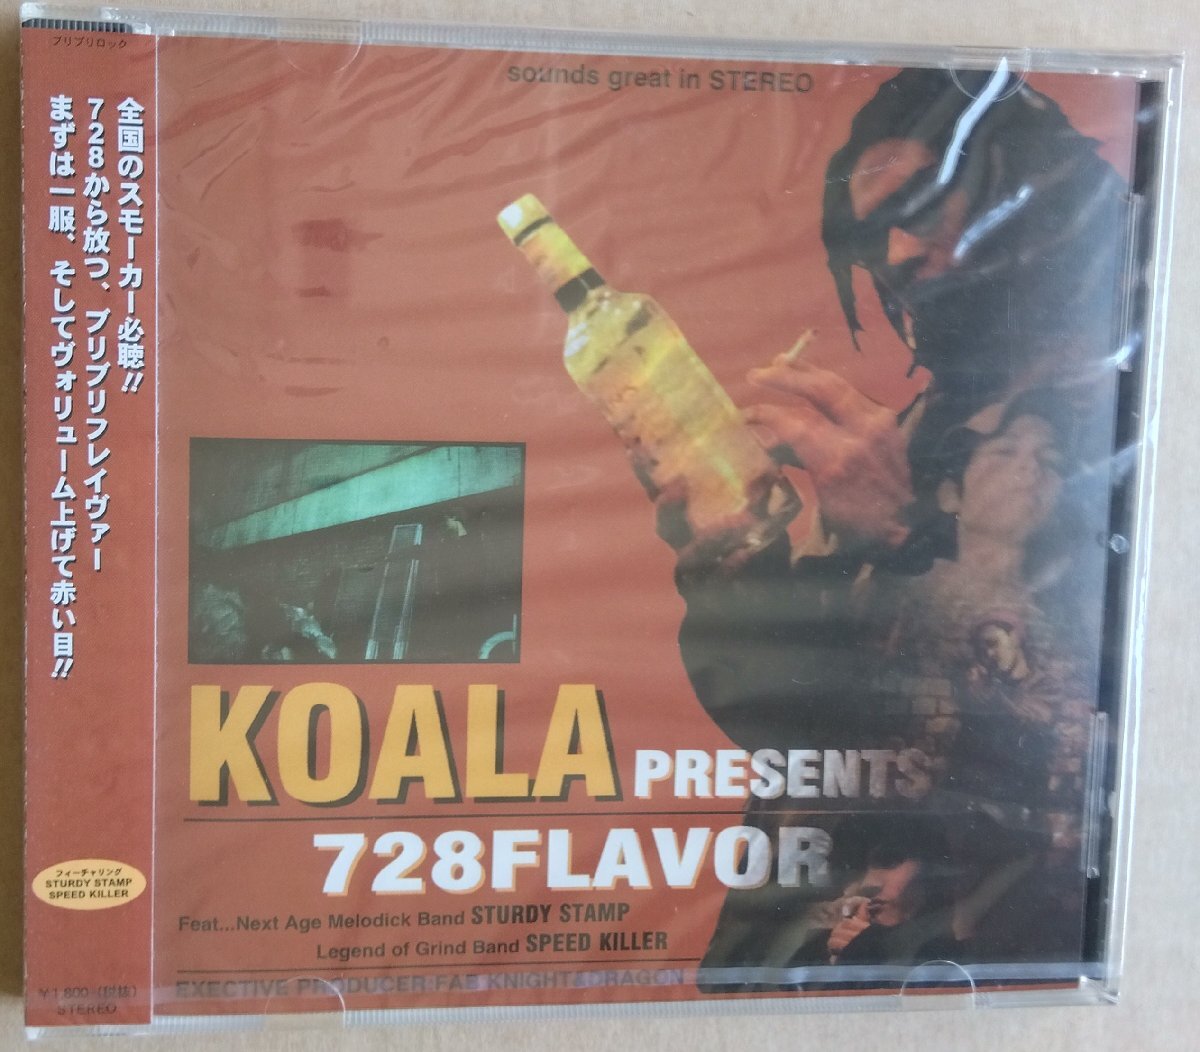 ブリブリロック
全国のスモーカー必聴!!
728から放つ、ブリブリフレイヴァー
まずは一服、そしてヴォリューム上げて赤い目!!
フィーチャリング
STURDY STAMP
SPEED KILLER
¥1,800 (税抜)
STEREO
sounds great in STEREO
KOALA PRESENTS
728FLAVOR
Feat...Next Age Melodick Band STURDY STAMP
Legend of Grind Band SPEED KILLER
EXECTIVE PRODUCER:FAB KNIGHT&DRAGON